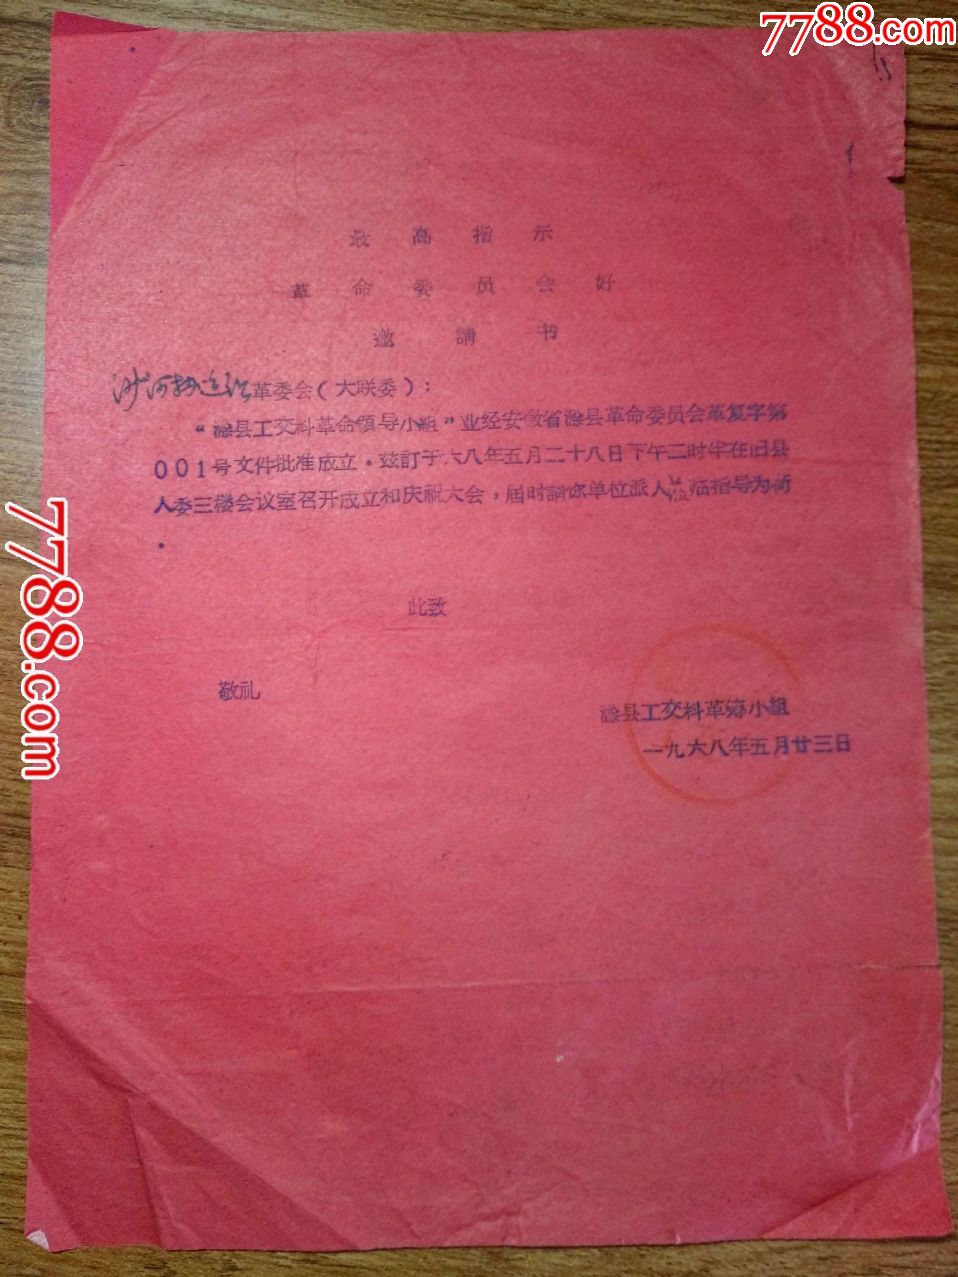 7788.com
最高指示
革命委员会好
邀請书
沙河 革委会（大联委）：
“滁县工交科革命領导小組”业经安徽省滁县革命委员会革复字第
001号文件批准成立．兹訂于六八年五月二十八日下午二时半在旧县
人委三楼会议室召开成立和庆祝大会，届时請你单位派人莅临指导为荷
．
此致
敬礼
滁县工交科革筹小組
一九六八年五月廿三日
7788.com